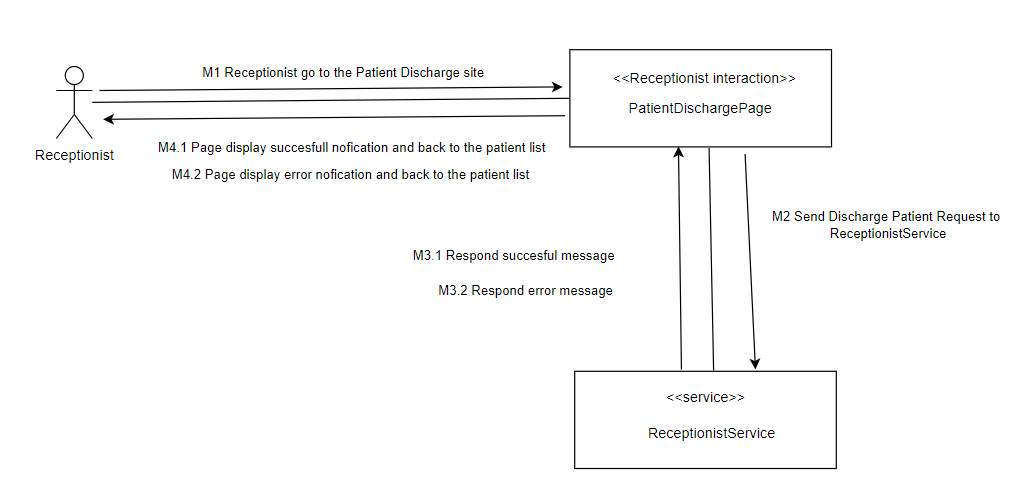 M1 Receptionist go to the Patient Discharge site
<<Receptionist interaction>>
PatientDischargePage
Receptionist
M4.1 Page display succesfull nofication and back to the patient list
M4.2 Page display error nofication and back to the patient list
M2 Send Discharge Patient Request to
ReceptionistService
M3.1 Respond succesful message
M3.2 Respond error message
<<service>>
ReceptionistService